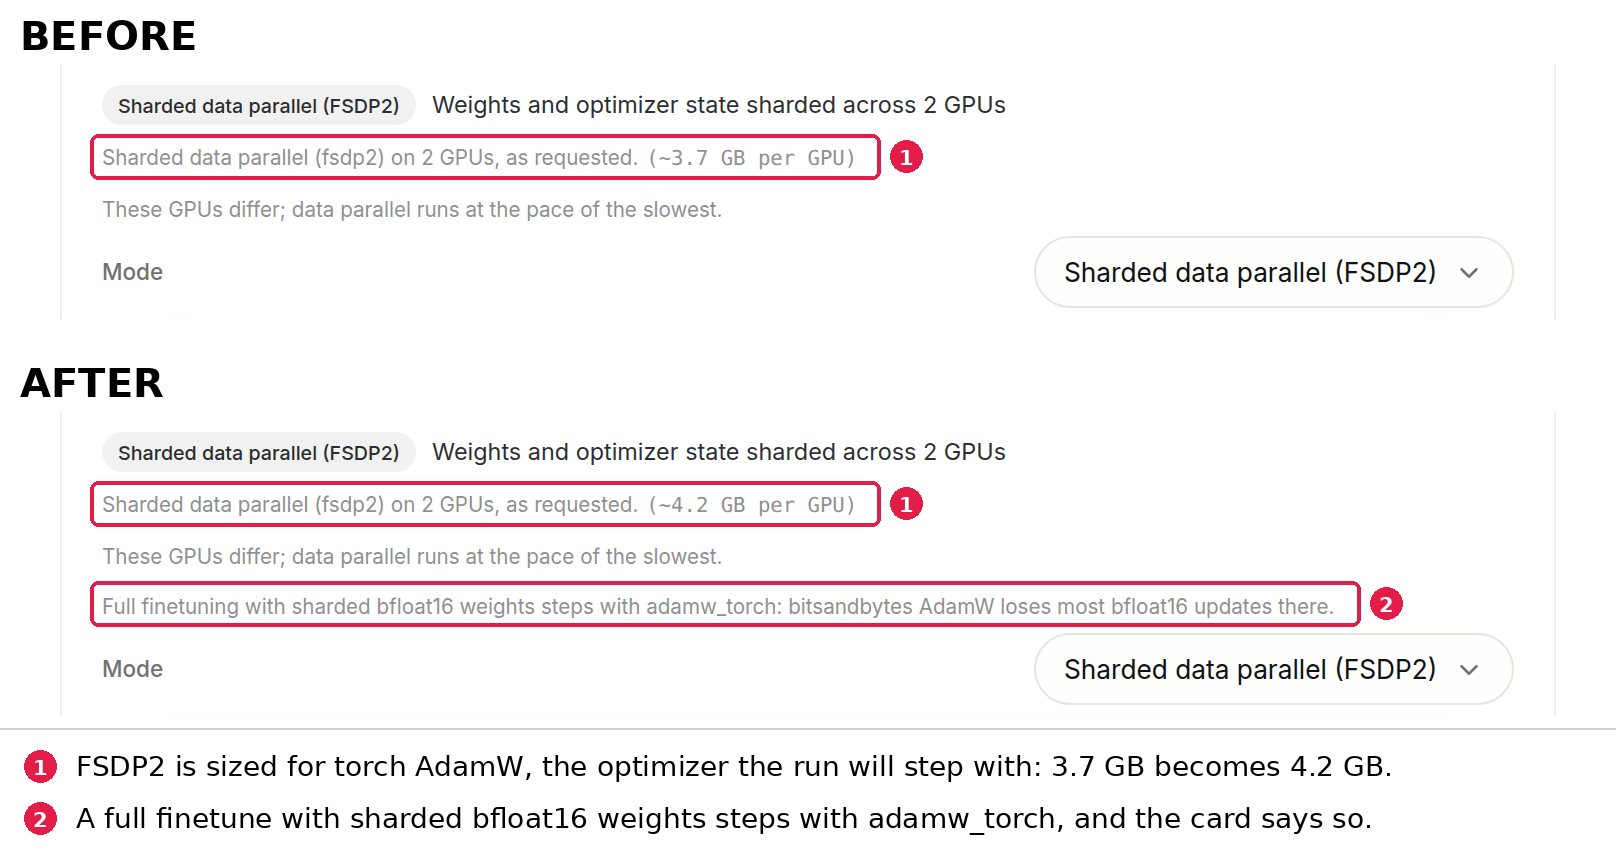 BEFORE
Sharded data parallel (FSDP2) Weights and optimizer state sharded across 2 GPUs
Sharded data parallel (fsdp2) on 2 GPUs, as requested. (~3.7 GB per GPU) 1
These GPUs differ; data parallel runs at the pace of the slowest.
Mode Sharded data parallel (FSDP2)
AFTER
Sharded data parallel (FSDP2) Weights and optimizer state sharded across 2 GPUs
Sharded data parallel (fsdp2) on 2 GPUs, as requested. (~4.2 GB per GPU) 1
These GPUs differ; data parallel runs at the pace of the slowest.
Full finetuning with sharded bfloat16 weights steps with adamw_torch: bitsandbytes AdamW loses most bfloat16 updates there. 2
Mode Sharded data parallel (FSDP2)
1 FSDP2 is sized for torch AdamW, the optimizer the run will step with: 3.7 GB becomes 4.2 GB.
2 A full finetune with sharded bfloat16 weights steps with adamw_torch, and the card says so.